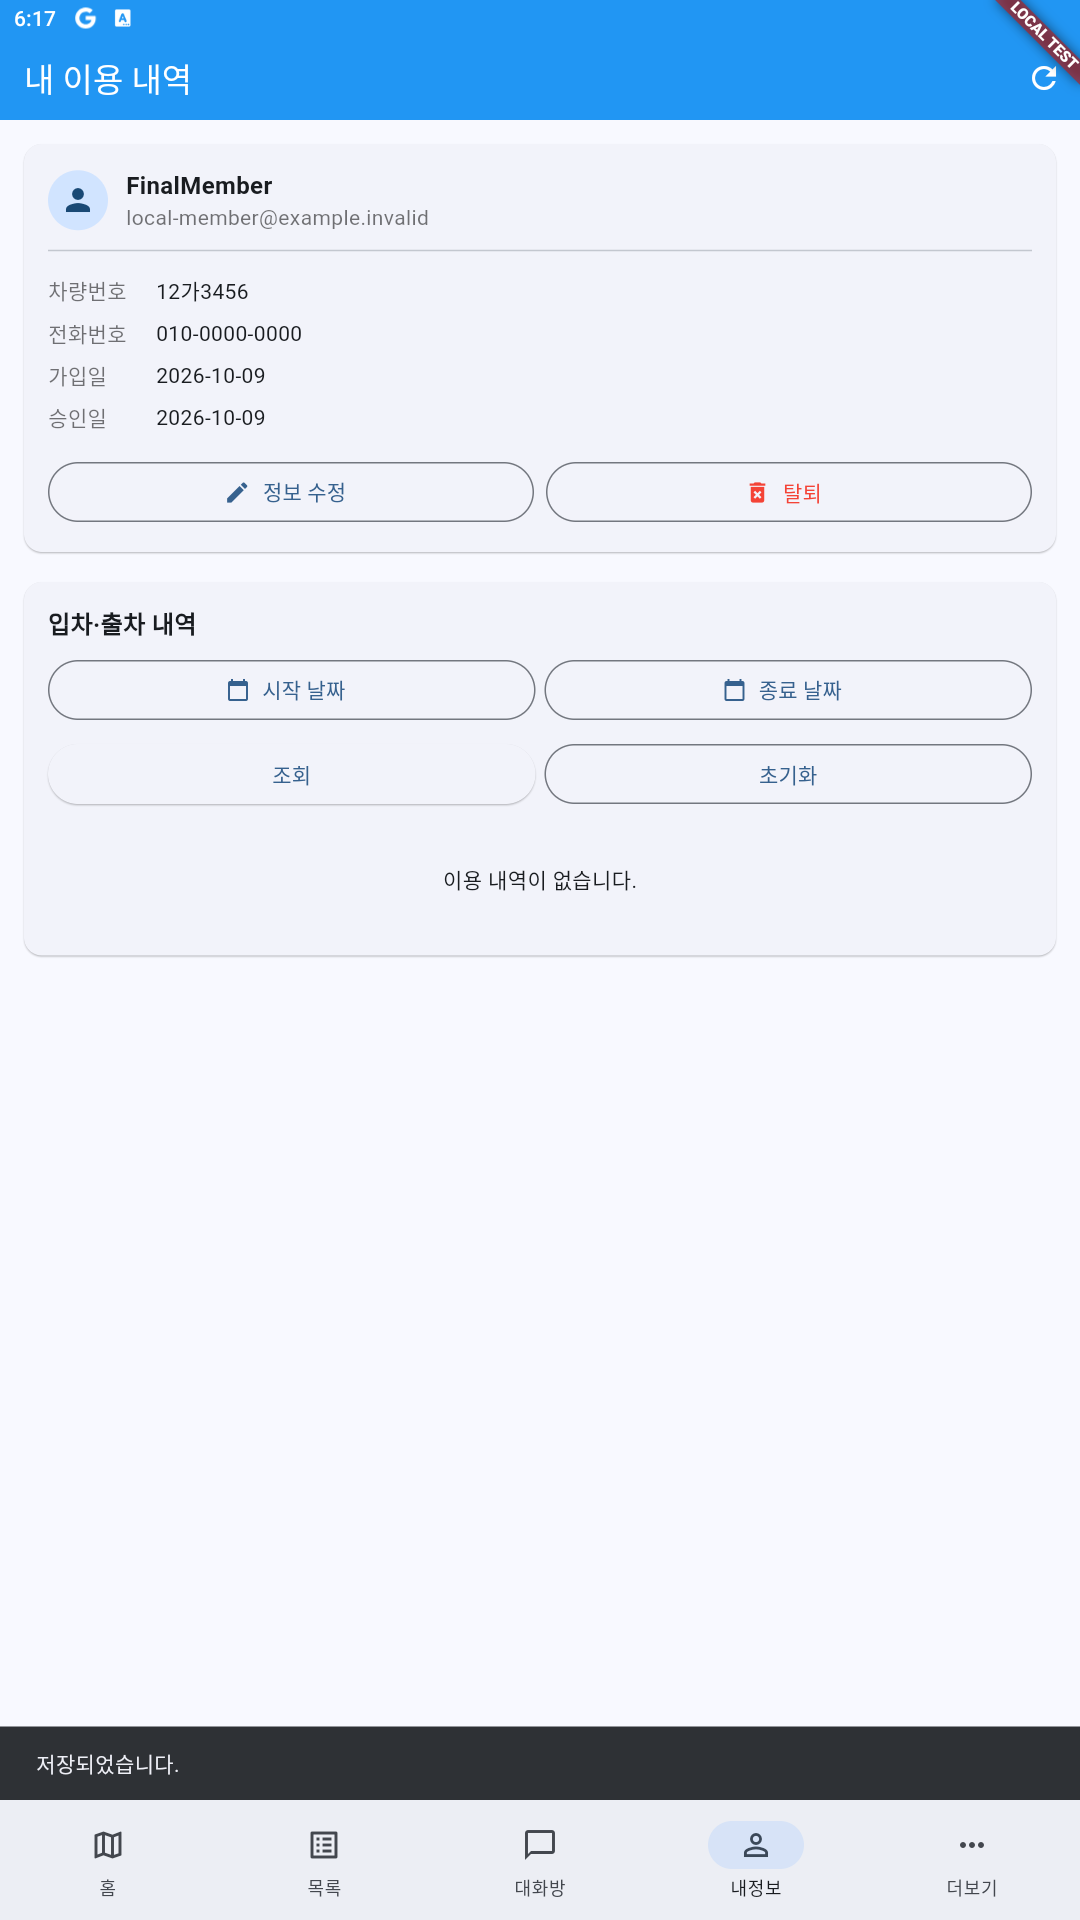 6:17
LOCAL TEST
내 이용 내역
FinalMember
local-member@example.invalid
차량번호 12가3456
전화번호 010-0000-0000
가입일 2026-10-09
승인일 2026-10-09
정보 수정 탈퇴
입차·출차 내역
시작 날짜 종료 날짜
조회 초기화
이용 내역이 없습니다.
저장되었습니다.
홈 목록 대화방 내정보 더보기